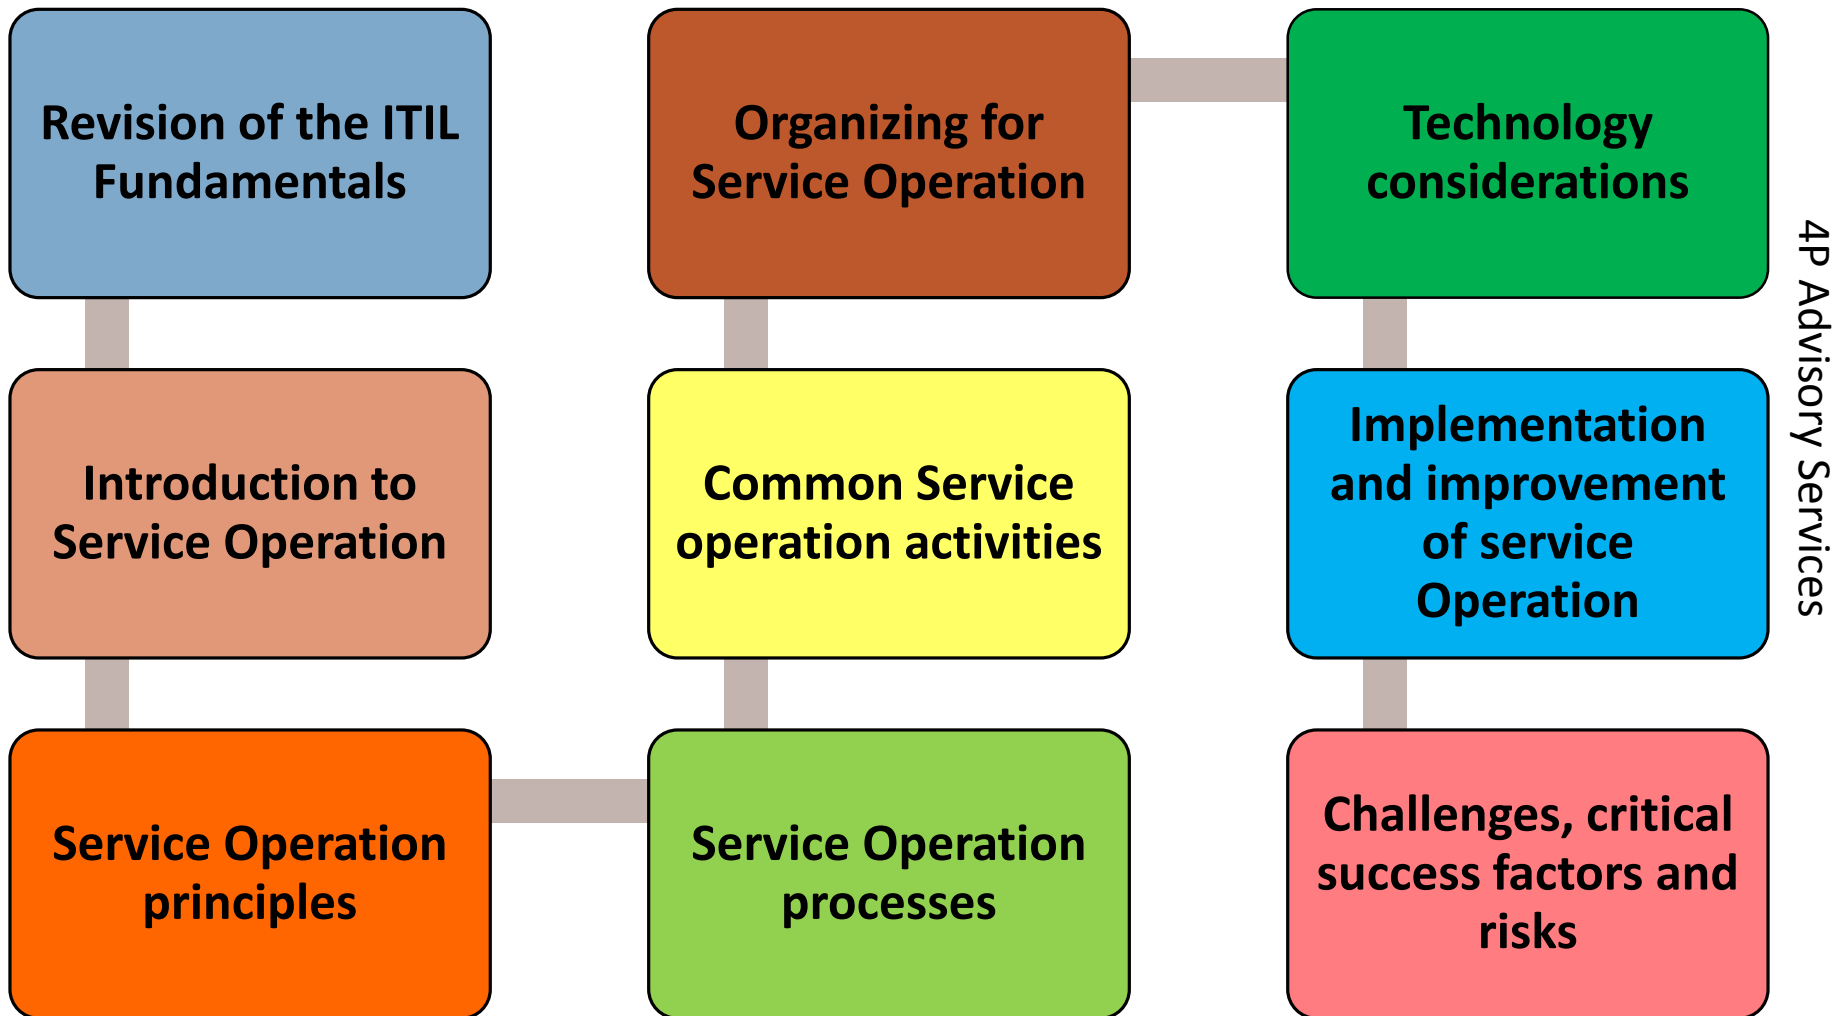 Revision of the ITIL
Fundamentals
Introduction to
Service Operation
Service Operation
principles
Service Operation
processes
Common Service
operation activities
Organizing for
Service Operation
Technology
considerations
Implementation
and improvement
of service
Operation
Challenges, critical
success factors and
risks
4P Advisory Services